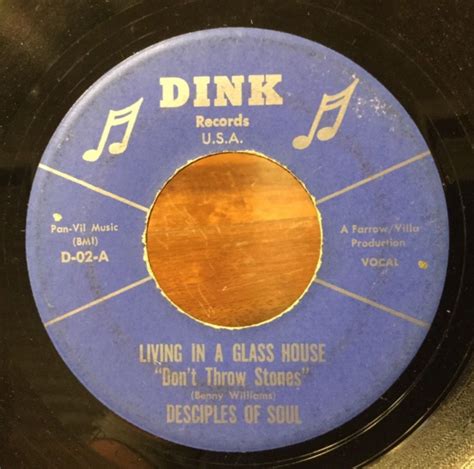 DINK
Records
U.S.A.
Pan-Vil Music
(BMI)
D-02-A
A Farrow/Villa
Production
VOCAL
LIVING IN A GLASS HOUSE
"Don't Throw Stones"
(Benny Williams)
DESCIPLES OF SOUL